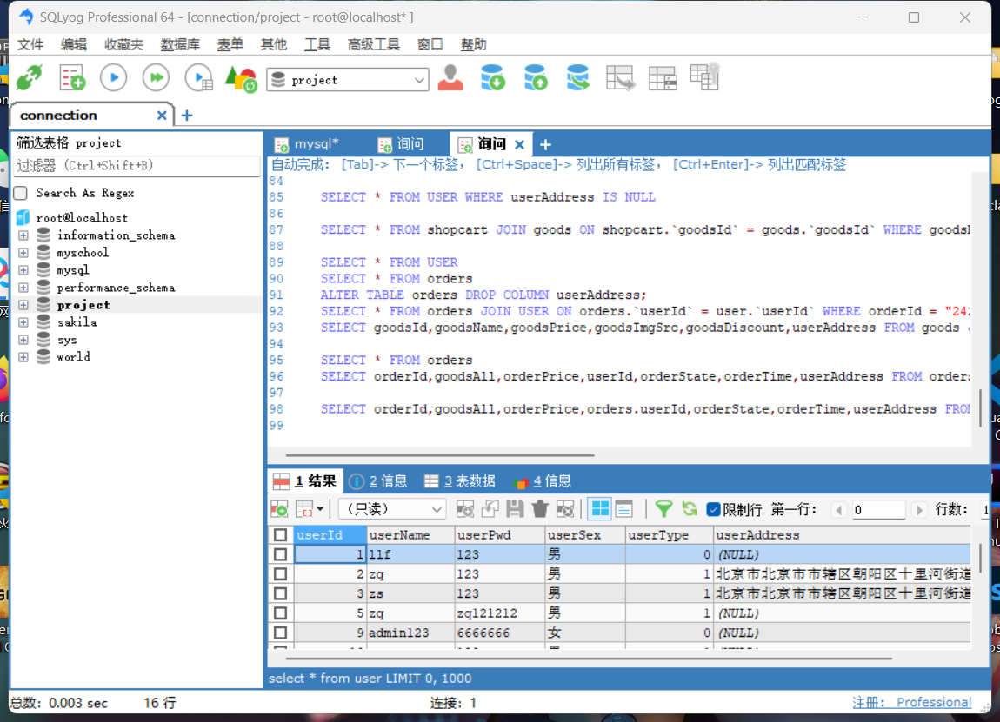 SQLyog Professional 64 - [connection/project - root@localhost* ]
文件 编辑 收藏夹 数据库 表单 其他 工具 高级工具 窗口 帮助
project
connection
筛选表格 project
过滤器 (Ctrl+Shift+B)
Search As Regex
root@localhost
information_schema
myschool
mysql
performance_schema
project
sakila
sys
world
mysql* 询问 询问
自动完成: [Tab]-> 下一个标签, [Ctrl+Space]-> 列出所有标签, [Ctrl+Enter]-> 列出匹配标签
84
85 SELECT * FROM USER WHERE userAddress IS NULL
86
87 SELECT * FROM shopcart JOIN goods ON shopcart.`goodsId` = goods.`goodsId` WHERE goods
88
89 SELECT * FROM USER
90 SELECT * FROM orders
91 ALTER TABLE orders DROP COLUMN userAddress;
92 SELECT * FROM orders JOIN USER ON orders.`userId` = user.`userId` WHERE orderId = "24
93 SELECT goodsId,goodsName,goodsPrice,goodsImgSrc,goodsDiscount,userAddress FROM goods
94
95 SELECT * FROM orders
96 SELECT orderId,goodsAll,orderPrice,userId,orderState,orderTime,userAddress FROM order
97
98 SELECT orderId,goodsAll,orderPrice,orders.userId,orderState,orderTime,userAddress FRO
99
1 结果 2 信息 3 表数据 4 信息
(只读) 限制行 第一行: 0 行数: 1
userId userName userPwd userSex userType userAddress
1 llf 123 男 0 (NULL)
2 zq 123 男 1 北京市北京市市辖区朝阳区十里河街道
3 zs 123 男 1 北京市北京市市辖区朝阳区十里河街道
5 zq zq121212 男 1 (NULL)
9 admin123 6666666 女 0 (NULL)
select * from user LIMIT 0, 1000
总数: 0.003 sec 16 行 连接: 1 注册: Professional